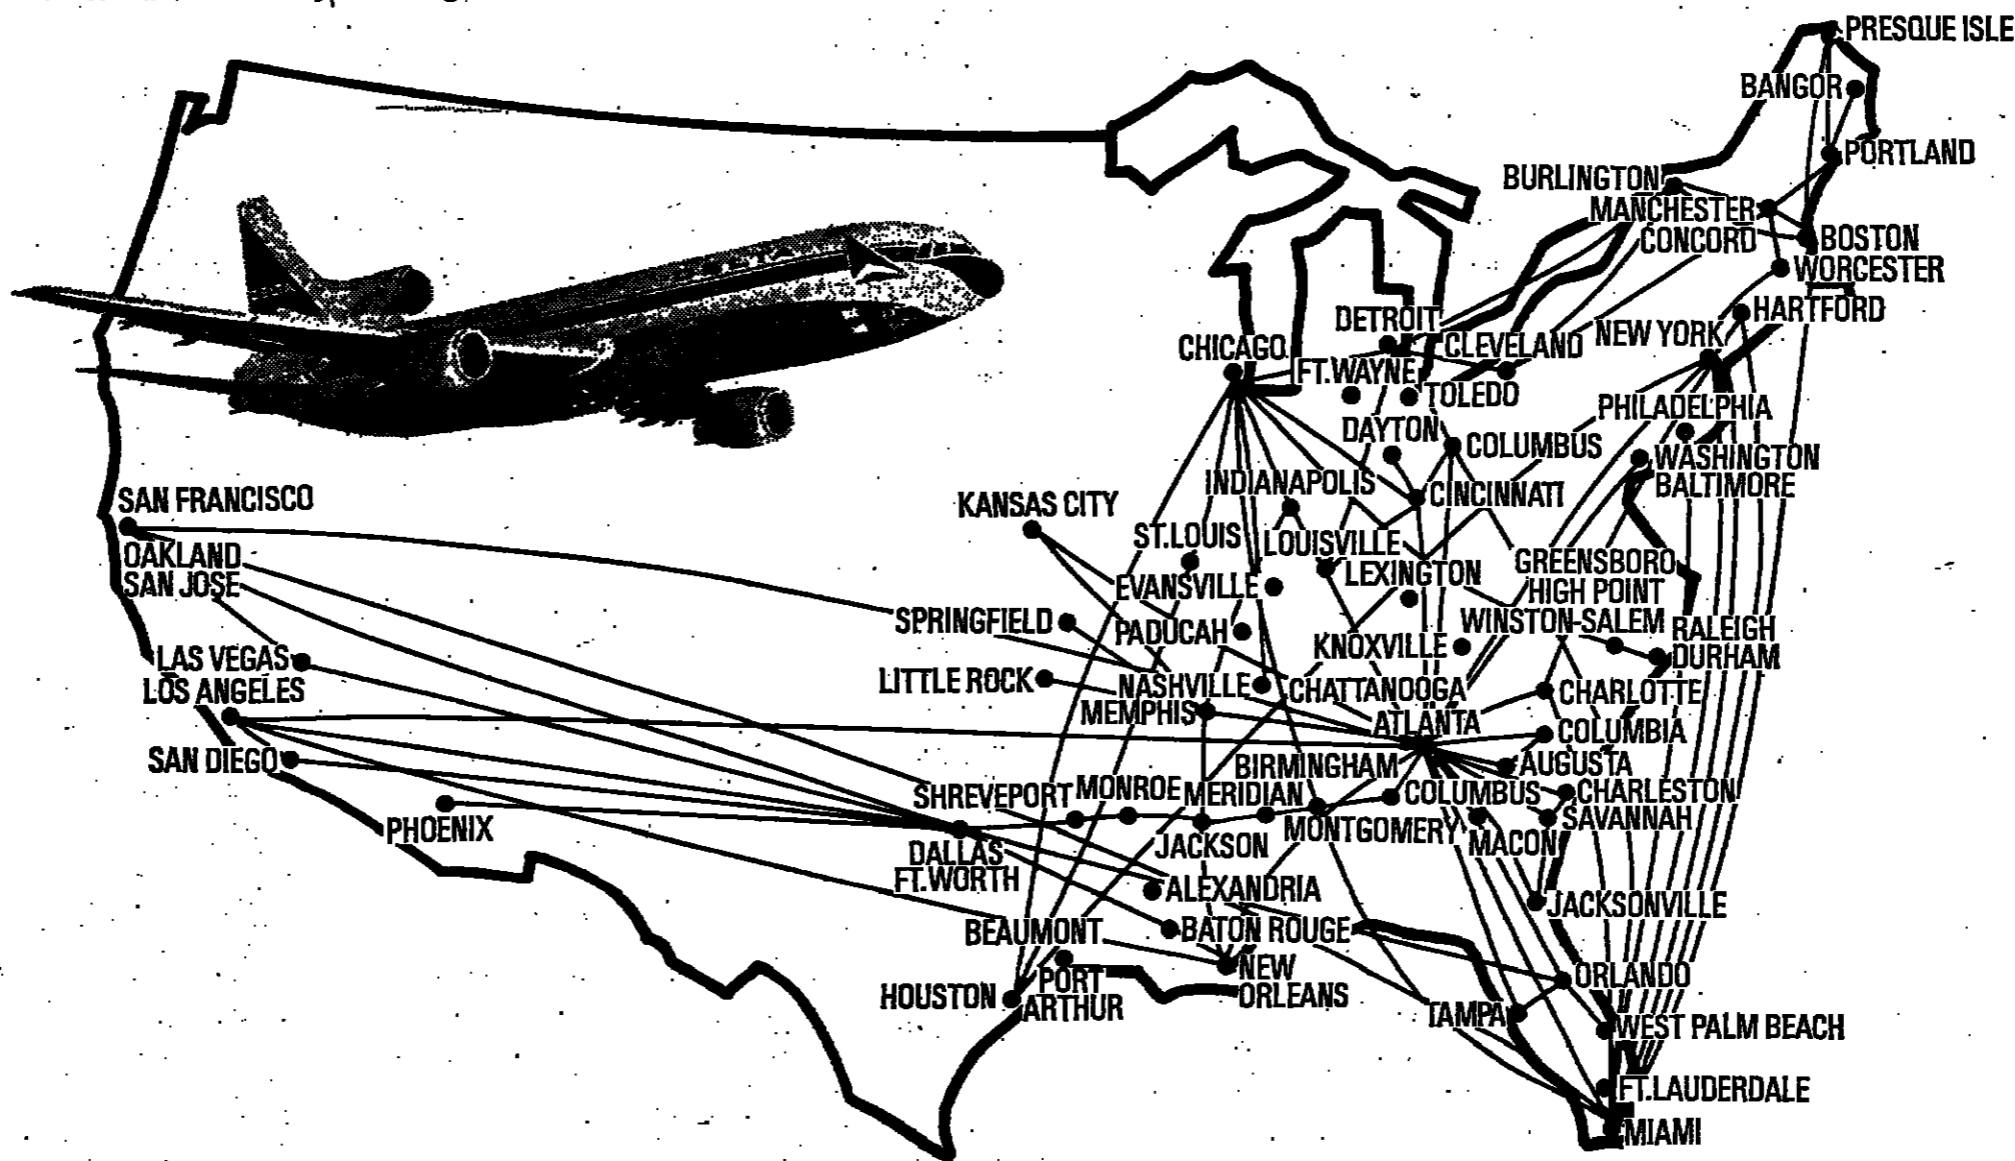 PRESQUE ISLE
BANGOR
PORTLAND
BURLINGTON
MANCHESTER
CONCORD
BOSTON
WORCESTER
HARTFORD
DETROIT
NEW YORK
CLEVELAND
CHICAGO
FT.WAYNE
TOLEDO
PHILADELPHIA
DAYTON
COLUMBUS
WASHINGTON
BALTIMORE
INDIANAPOLIS
CINCINNATI
SAN FRANCISCO
OAKLAND
SAN JOSE
KANSAS CITY
ST.LOUIS
LOUISVILLE
LEXINGTON
EVANSVILLE
GREENSBORO
HIGH POINT
WINSTON-SALEM
SPRINGFIELD
PADUCAH
KNOXVILLE
RALEIGH
DURHAM
LAS VEGAS
LOS ANGELES
LITTLE ROCK
NASHVILLE
CHATTANOOGA
CHARLOTTE
MEMPHIS
ATLANTA
COLUMBIA
SAN DIEGO
BIRMINGHAM
AUGUSTA
SHREVEPORT
MONROE
MERIDIAN
COLUMBUS
CHARLESTON
PHOENIX
MONTGOMERY
SAVANNAH
JACKSON
MACON
DALLAS
FT.WORTH
ALEXANDRIA
JACKSONVILLE
BEAUMONT
BATON ROUGE
PORT
ARTHUR
NEW
ORLEANS
ORLANDO
HOUSTON
TAMPA
WEST PALM BEACH
FT.LAUDERDALE
MIAMI